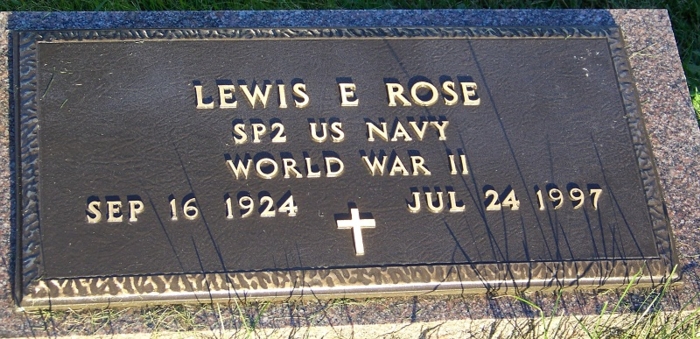 LEWIS E ROSE
SP2 US NAVY
WORLD WAR II
SEP 16 1924 JUL 24 1997